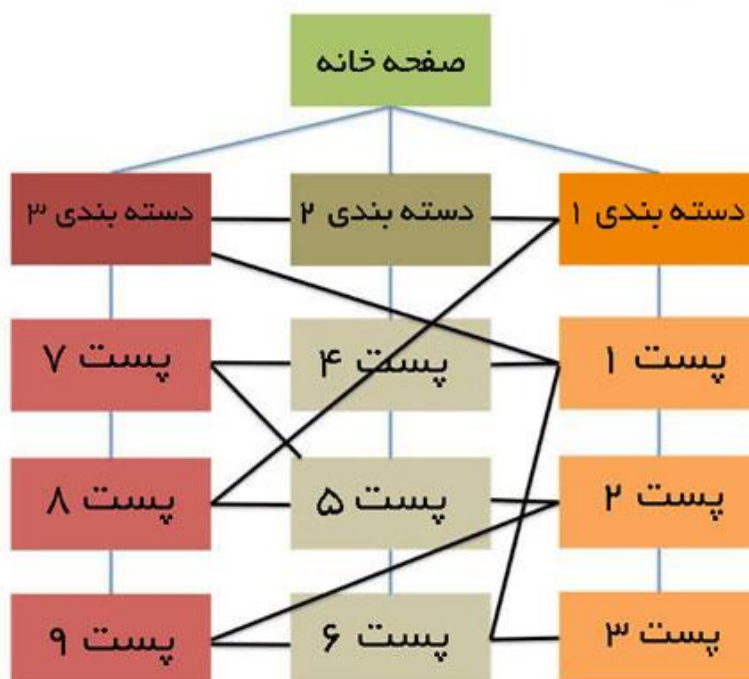 صفحه خانه
دسته بندی ۱
دسته بندی ۲
دسته بندی ۳
پست ۱
پست ۴
پست ۷
پست ۲
پست ۵
پست ۸
پست ۳
پست ۶
پست ۹